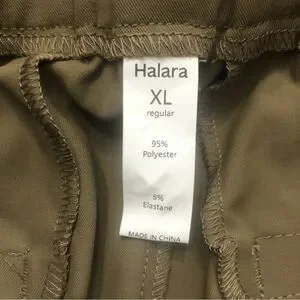 Halara
XL
regular
95%
Polyester
5%
Elastane
MADE IN CHINA